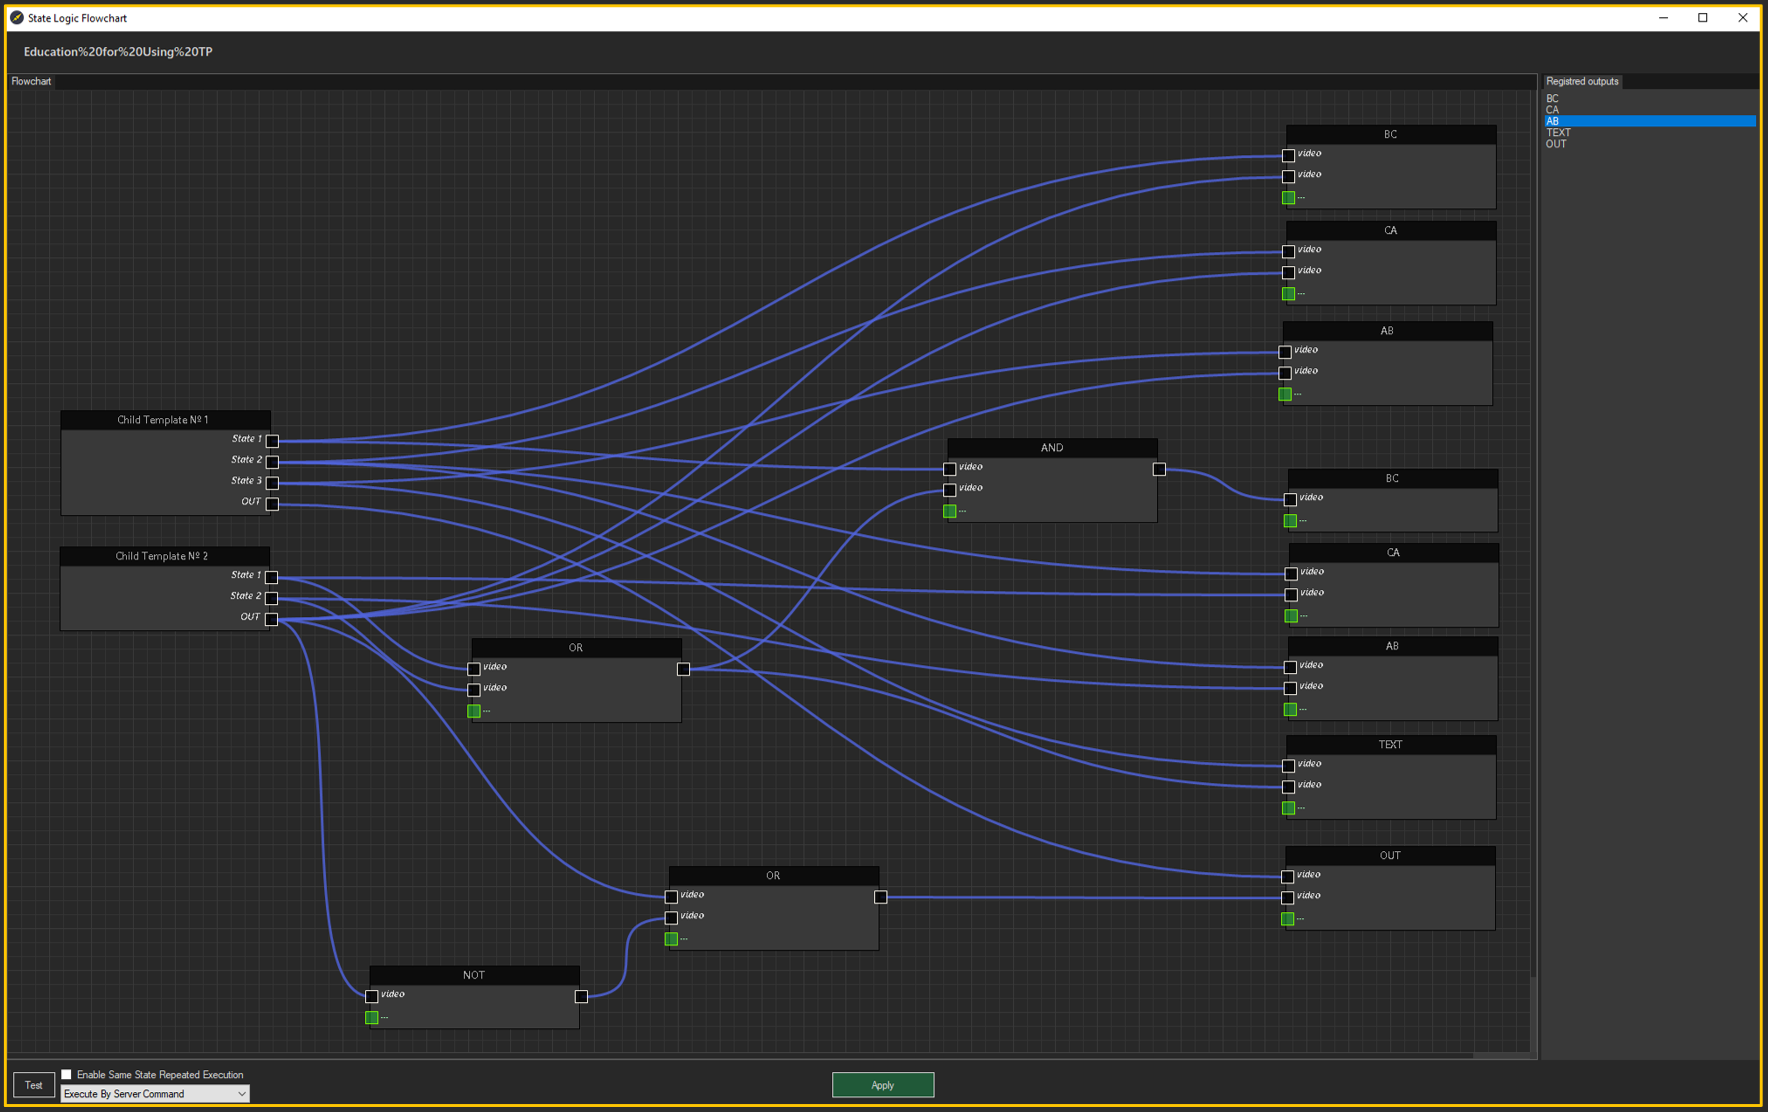 State Logic Flowchart
Education%20for%20Using%20TP
Flowchart
Registred outputs
BC
CA
AB
TEXT
OUT
BC
video
video
...
CA
video
video
...
AB
video
video
...
Child Template Nº 1
State 1
State 2
State 3
OUT
AND
video
video
...
BC
video
...
Child Template Nº 2
State 1
State 2
OUT
CA
video
video
...
OR
video
video
...
AB
video
video
...
TEXT
video
video
...
OR
video
video
...
OUT
video
video
...
NOT
video
...
Test
Enable Same State Repeated Execution
Execute By Server Command
Apply